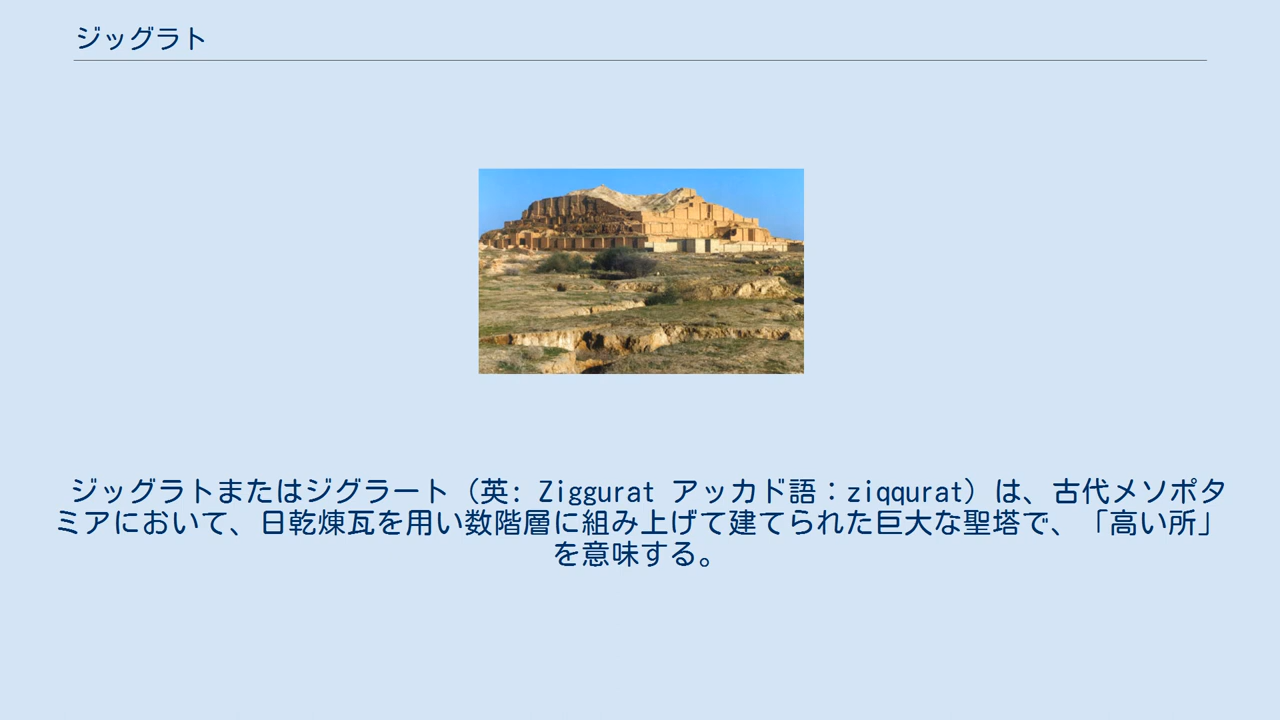 ジッグラト
ジッグラトまたはジグラート（英: Ziggurat アッカド語：ziqqurat）は、古代メソポタ
ミアにおいて、日乾煉瓦を用い数階層に組み上げて建てられた巨大な聖塔で、「高い所」
を意味する。